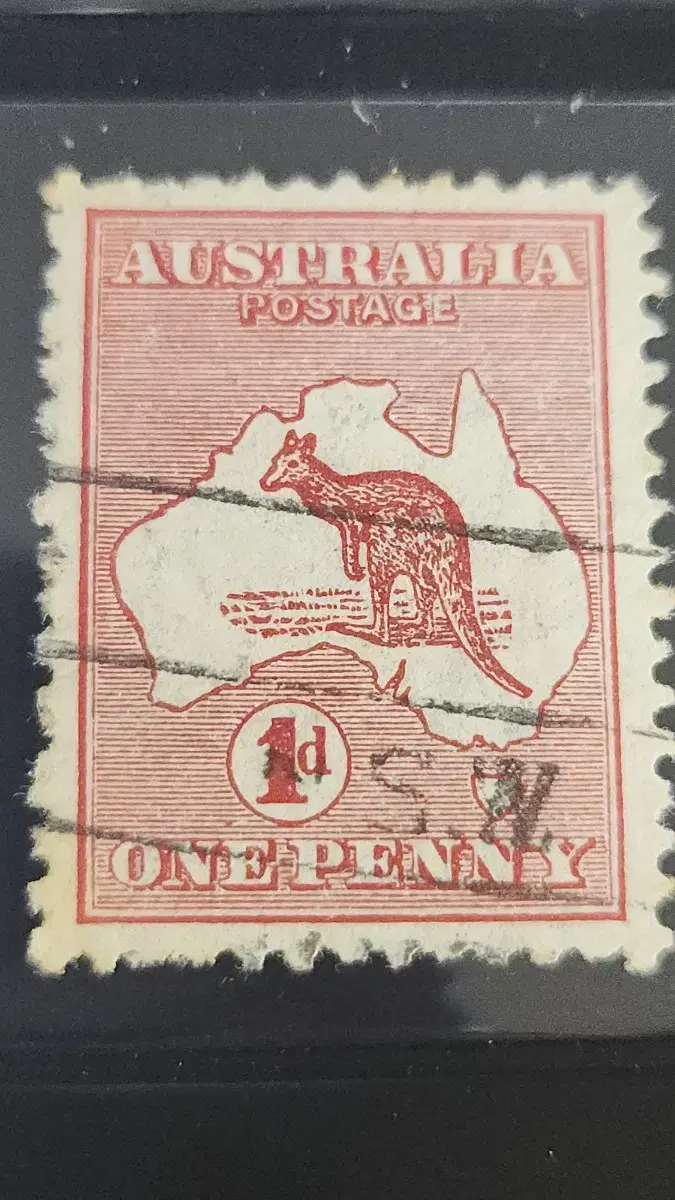 AUSTRALIA
POSTAGE
1d
.S.W.
ONE PENNY